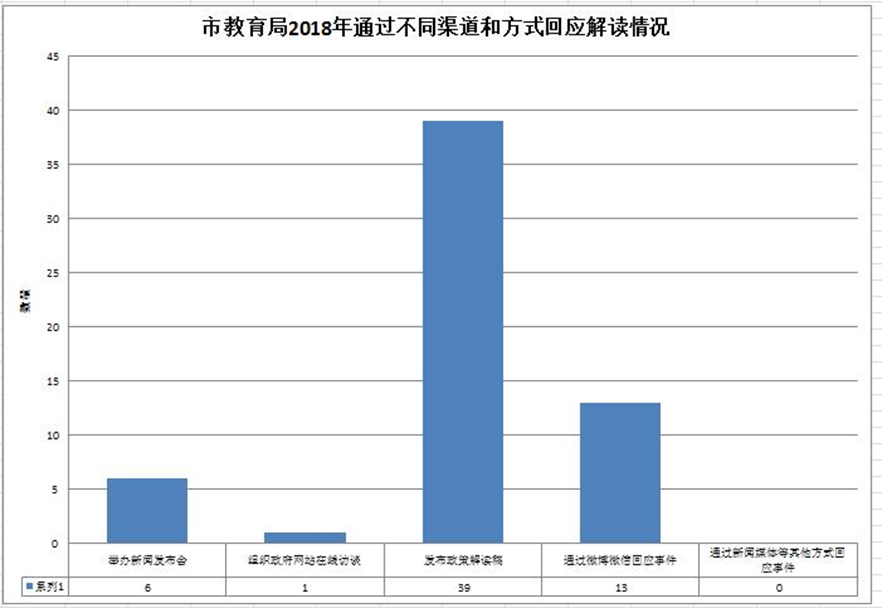 市教育局2018年通过不同渠道和方式回应解读情况
45
40
35
30
25
20
15
10
5
0
数量
举办新闻发布会
组织政府网站在线访谈
发布政策解读稿
通过微博微信回应事件
通过新闻媒体等其他方式回
应事件
系列1
6
1
39
13
0